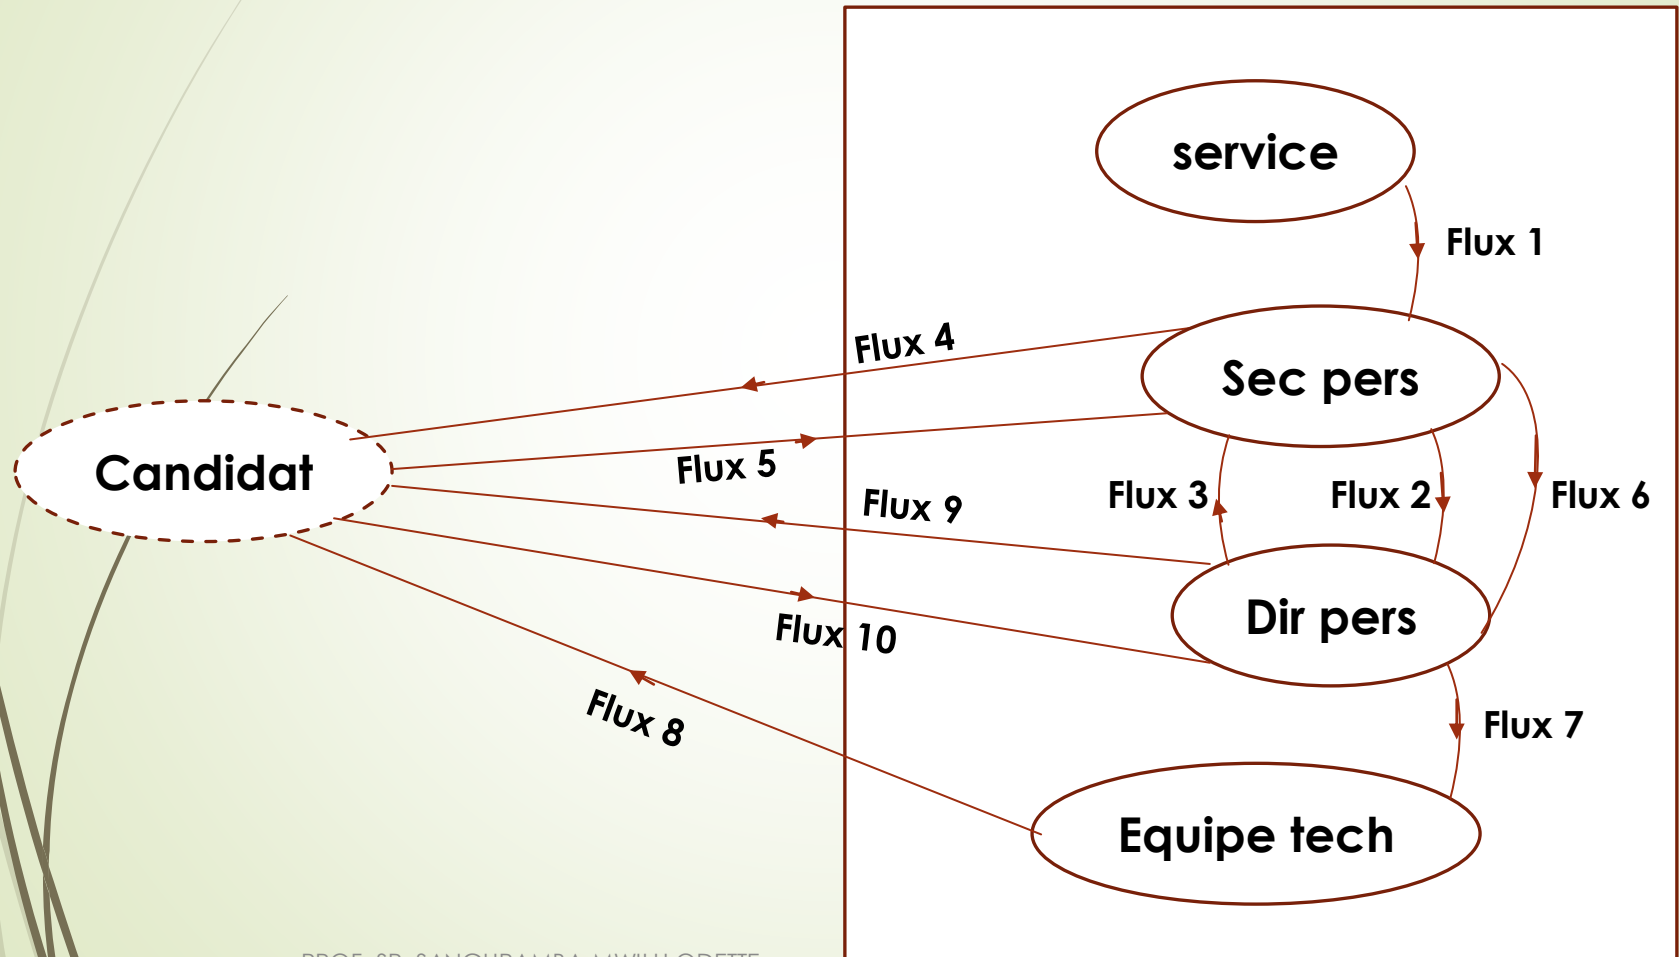 service
Flux 1
Flux 4
Sec pers
Candidat
Flux 5
Flux 9
Flux 3
Flux 2
Flux 6
Flux 10
Dir pers
Flux 8
Flux 7
Equipe tech